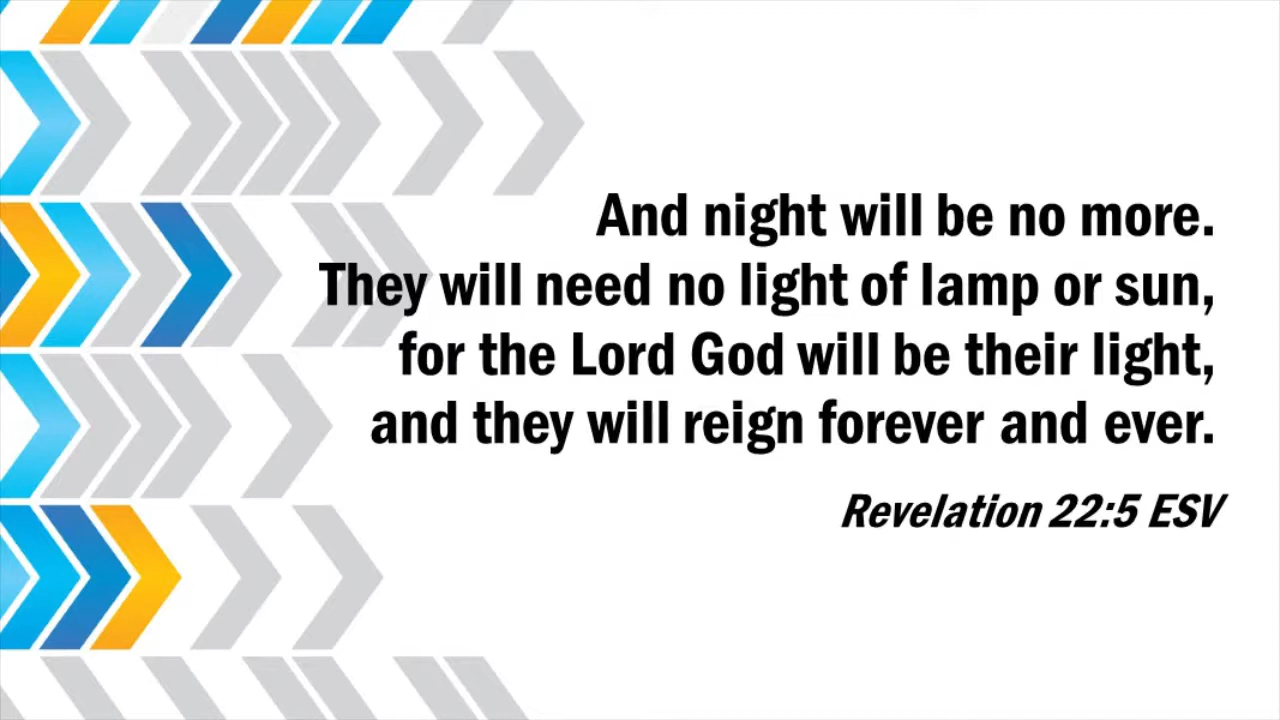 And night will be no more.
They will need no light of lamp or sun,
for the Lord God will be their light,
and they will reign forever and ever.
Revelation 22:5 ESV